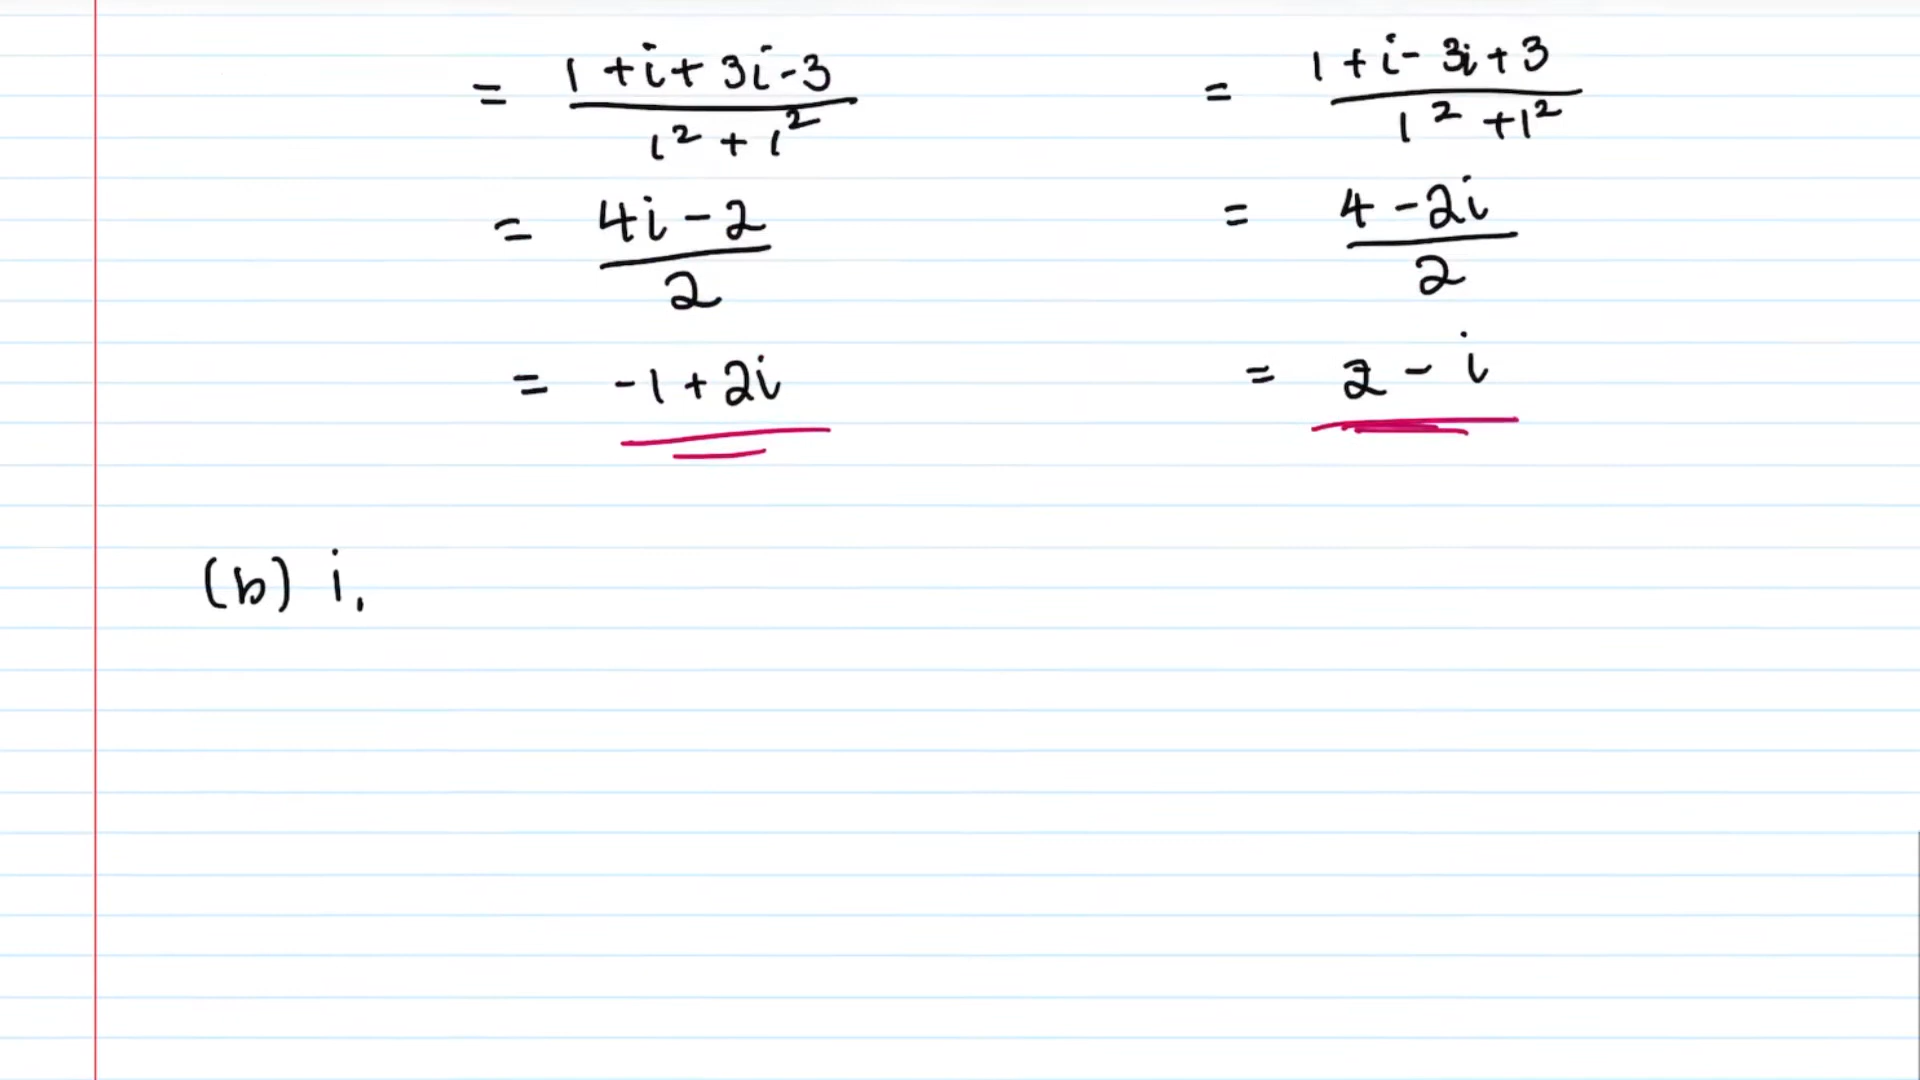 = (1 + i + 3i - 3) / (1² + 1²)
= (4i - 2) / 2
= -1 + 2i
= (1 + i - 3i + 3) / (1² + 1²)
= (4 - 2i) / 2
= 2 - i
(b) i,